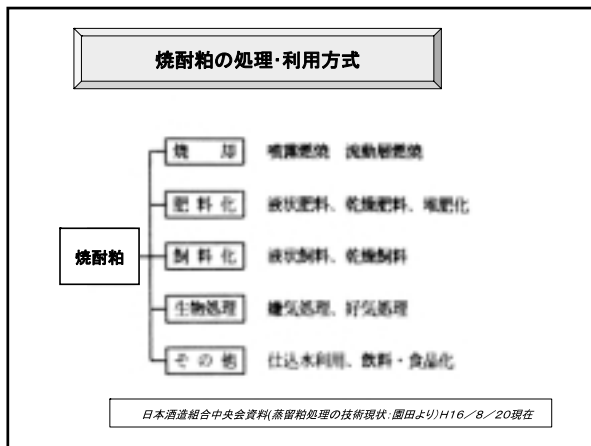 焼酎粕の処理・利用方式
焼却 噴霧燃焼 流動層燃焼
肥料化 液状肥料、乾燥肥料、堆肥化
焼酎粕
飼料化 液状飼料、乾燥飼料
生物処理 嫌気処理、好気処理
その他 仕込水利用、飲料・食品化
日本酒造組合中央会資料(蒸留粕処理の技術現状:園田より)H16/8/20現在